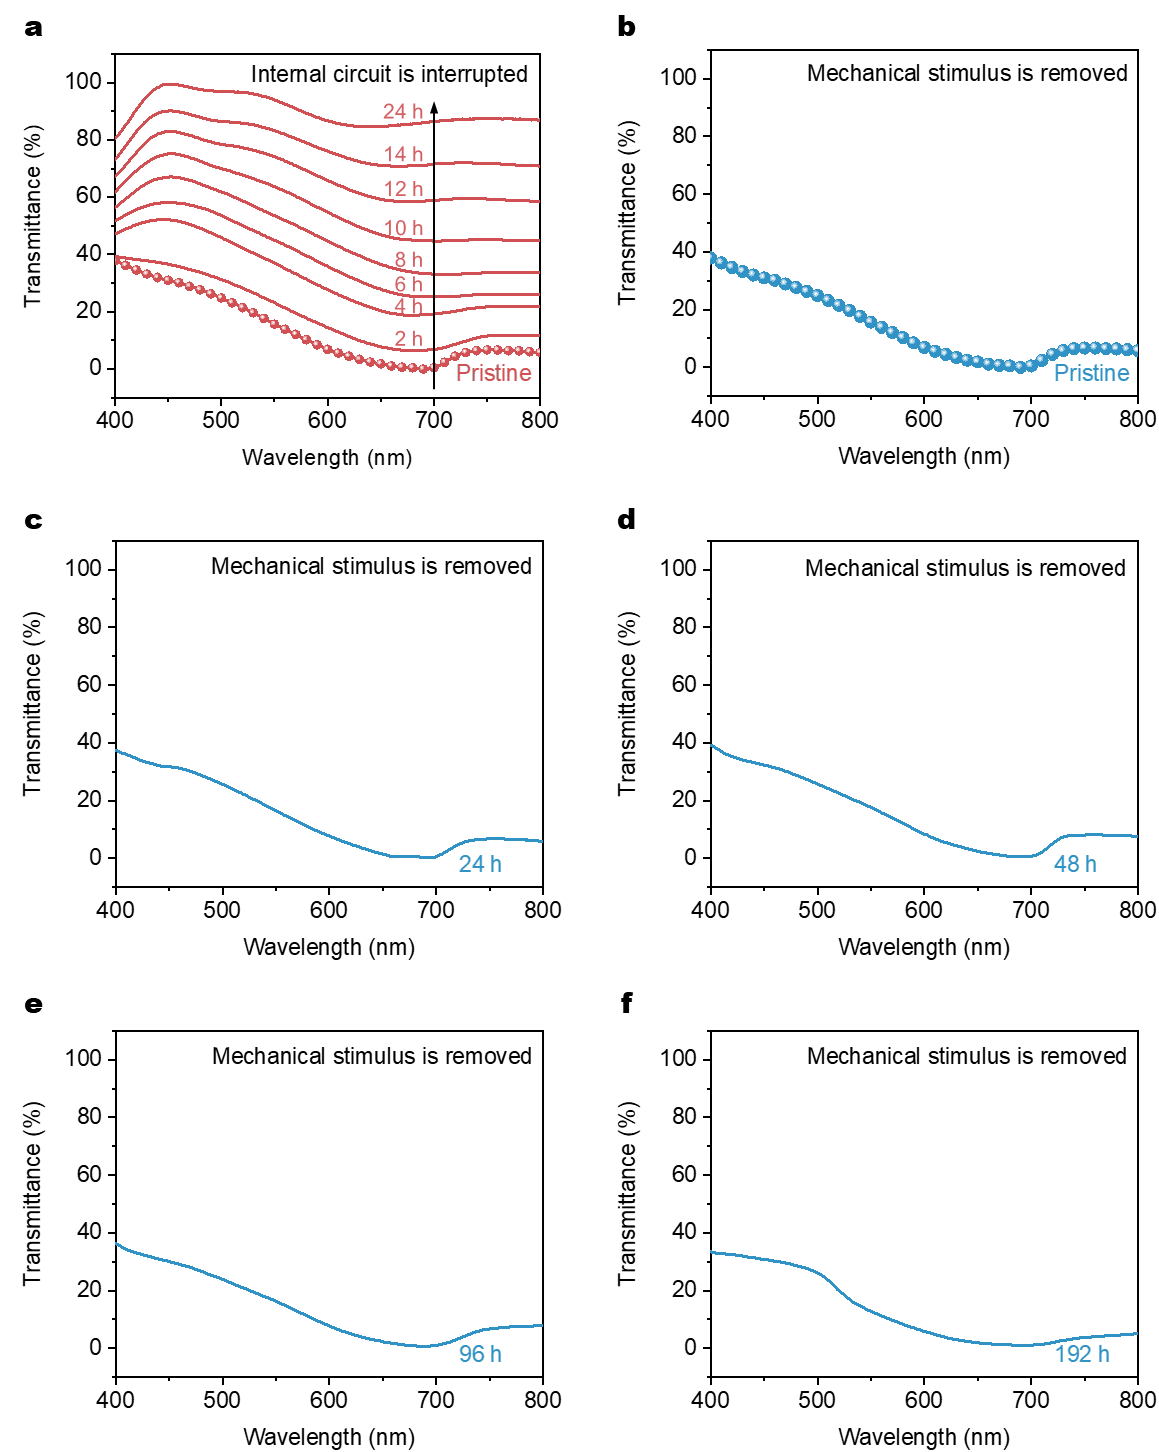 a
Internal circuit is interrupted
Transmittance (%)
100
80
60
40
20
0
24 h
14 h
12 h
10 h
8 h
6 h
4 h
2 h
Pristine
400 500 600 700 800
Wavelength (nm)
b
Mechanical stimulus is removed
Transmittance (%)
100
80
60
40
20
0
Pristine
400 500 600 700 800
Wavelength (nm)
c
Mechanical stimulus is removed
Transmittance (%)
100
80
60
40
20
0
24 h
400 500 600 700 800
Wavelength (nm)
d
Mechanical stimulus is removed
Transmittance (%)
100
80
60
40
20
0
48 h
400 500 600 700 800
Wavelength (nm)
e
Mechanical stimulus is removed
Transmittance (%)
100
80
60
40
20
0
96 h
400 500 600 700 800
Wavelength (nm)
f
Mechanical stimulus is removed
Transmittance (%)
100
80
60
40
20
0
192 h
400 500 600 700 800
Wavelength (nm)